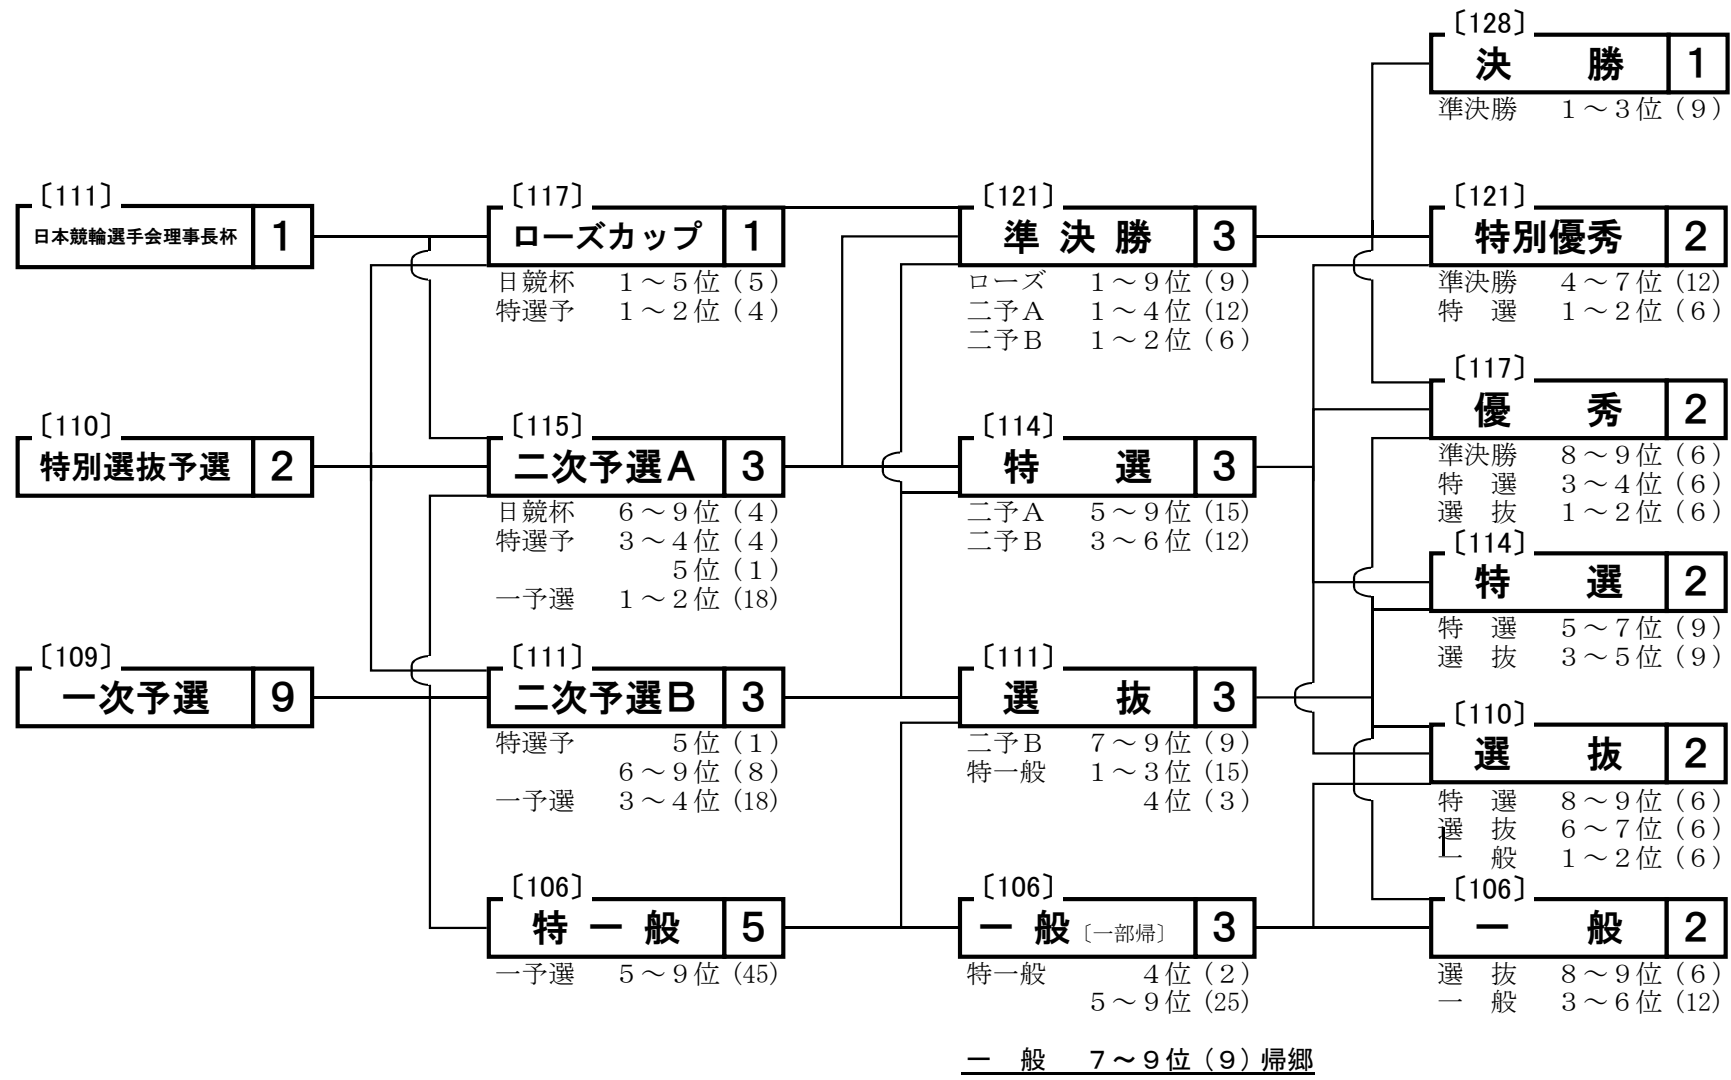 〔111〕
日本競輪選手会理事長杯 1
〔110〕
特別選抜予選 2
〔109〕
一次予選 9
〔117〕
ローズカップ 1
日競杯 1～5位 (5)
特選予 1～2位 (4)
〔115〕
二次予選A 3
日競杯 6～9位 (4)
特選予 3～4位 (4)
5位 (1)
一予選 1～2位 (18)
〔111〕
二次予選B 3
特選予 5位 (1)
6～9位 (8)
一予選 3～4位 (18)
〔106〕
特一般 5
一予選 5～9位 (45)
〔121〕
準決勝 3
ローズ 1～9位 (9)
二予A 1～4位 (12)
二予B 1～2位 (6)
〔114〕
特選 3
二予A 5～9位 (15)
二予B 3～6位 (12)
〔111〕
選抜 3
二予B 7～9位 (9)
特一般 1～3位 (15)
4位 (3)
〔106〕
一般〔一部帰〕 3
特一般 4位 (2)
5～9位 (25)
一般 7～9位 (9) 帰郷
〔128〕
決勝 1
準決勝 1～3位 (9)
〔121〕
特別優秀 2
準決勝 4～7位 (12)
特選 1～2位 (6)
〔117〕
優秀 2
準決勝 8～9位 (6)
特選 3～4位 (6)
選抜 1～2位 (6)
〔114〕
特選 2
特選 5～7位 (9)
選抜 3～5位 (9)
〔110〕
選抜 2
特選 8～9位 (6)
選抜 6～7位 (6)
一般 1～2位 (6)
〔106〕
一般 2
選抜 8～9位 (6)
一般 3～6位 (12)